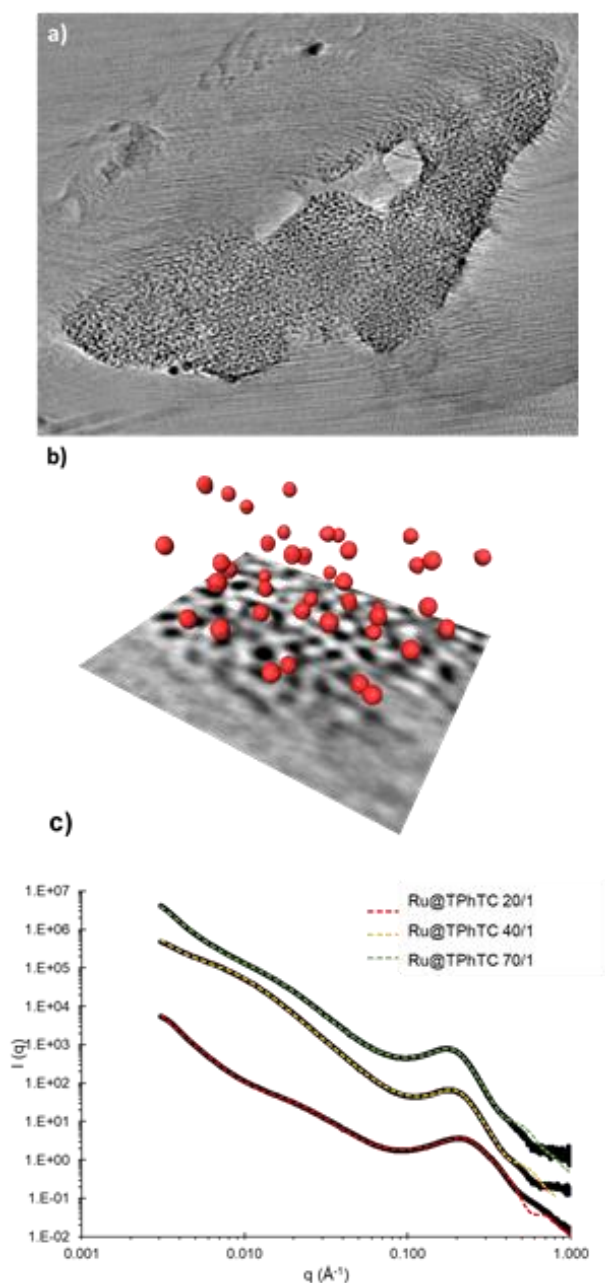 a)
b)
c)
1.E+07
1.E+06
1.E+05
1.E+04
1.E+03
1.E+02
1.E+01
1.E+00
1.E-01
1.E-02
I (q)
Ru@TPhTC 20/1
Ru@TPhTC 40/1
Ru@TPhTC 70/1
0.001 0.010 0.100 1.000
q (Å⁻¹)